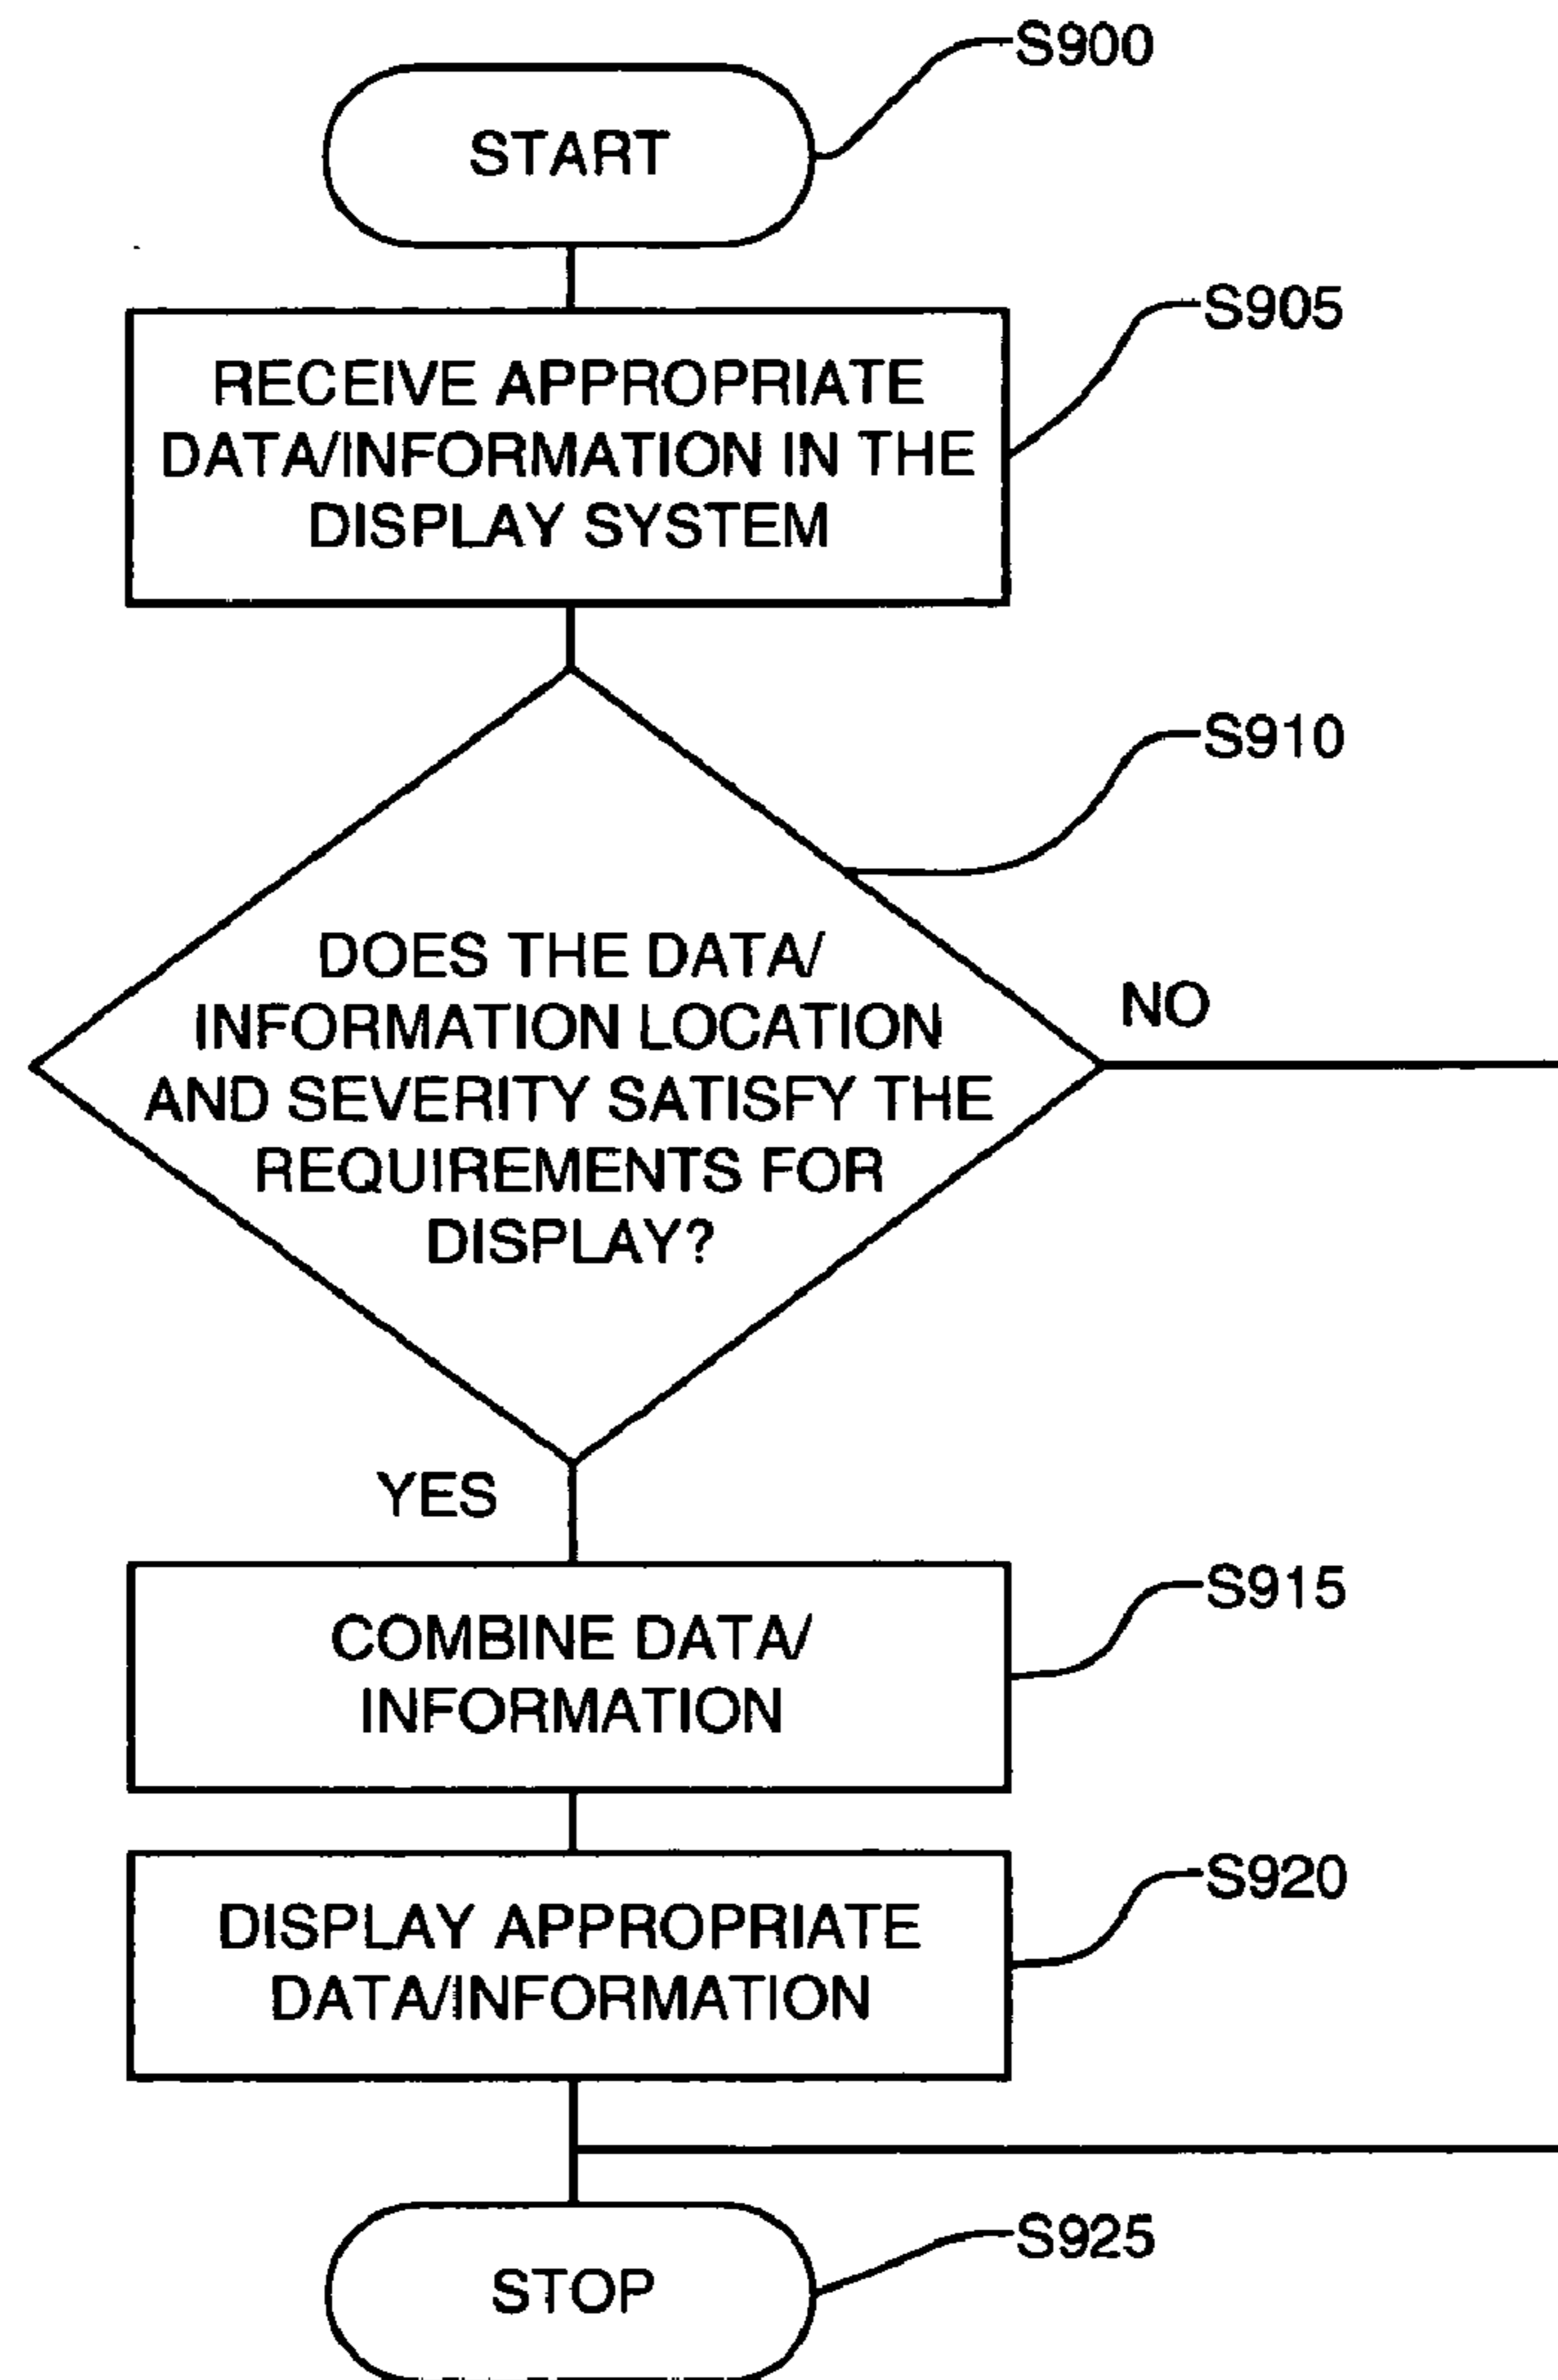 S900
START
S905
RECEIVE APPROPRIATE
DATA/INFORMATION IN THE
DISPLAY SYSTEM
S910
DOES THE DATA/
INFORMATION LOCATION
AND SEVERITY SATISFY THE
REQUIREMENTS FOR
DISPLAY?
NO
YES
S915
COMBINE DATA/
INFORMATION
S920
DISPLAY APPROPRIATE
DATA/INFORMATION
S925
STOP